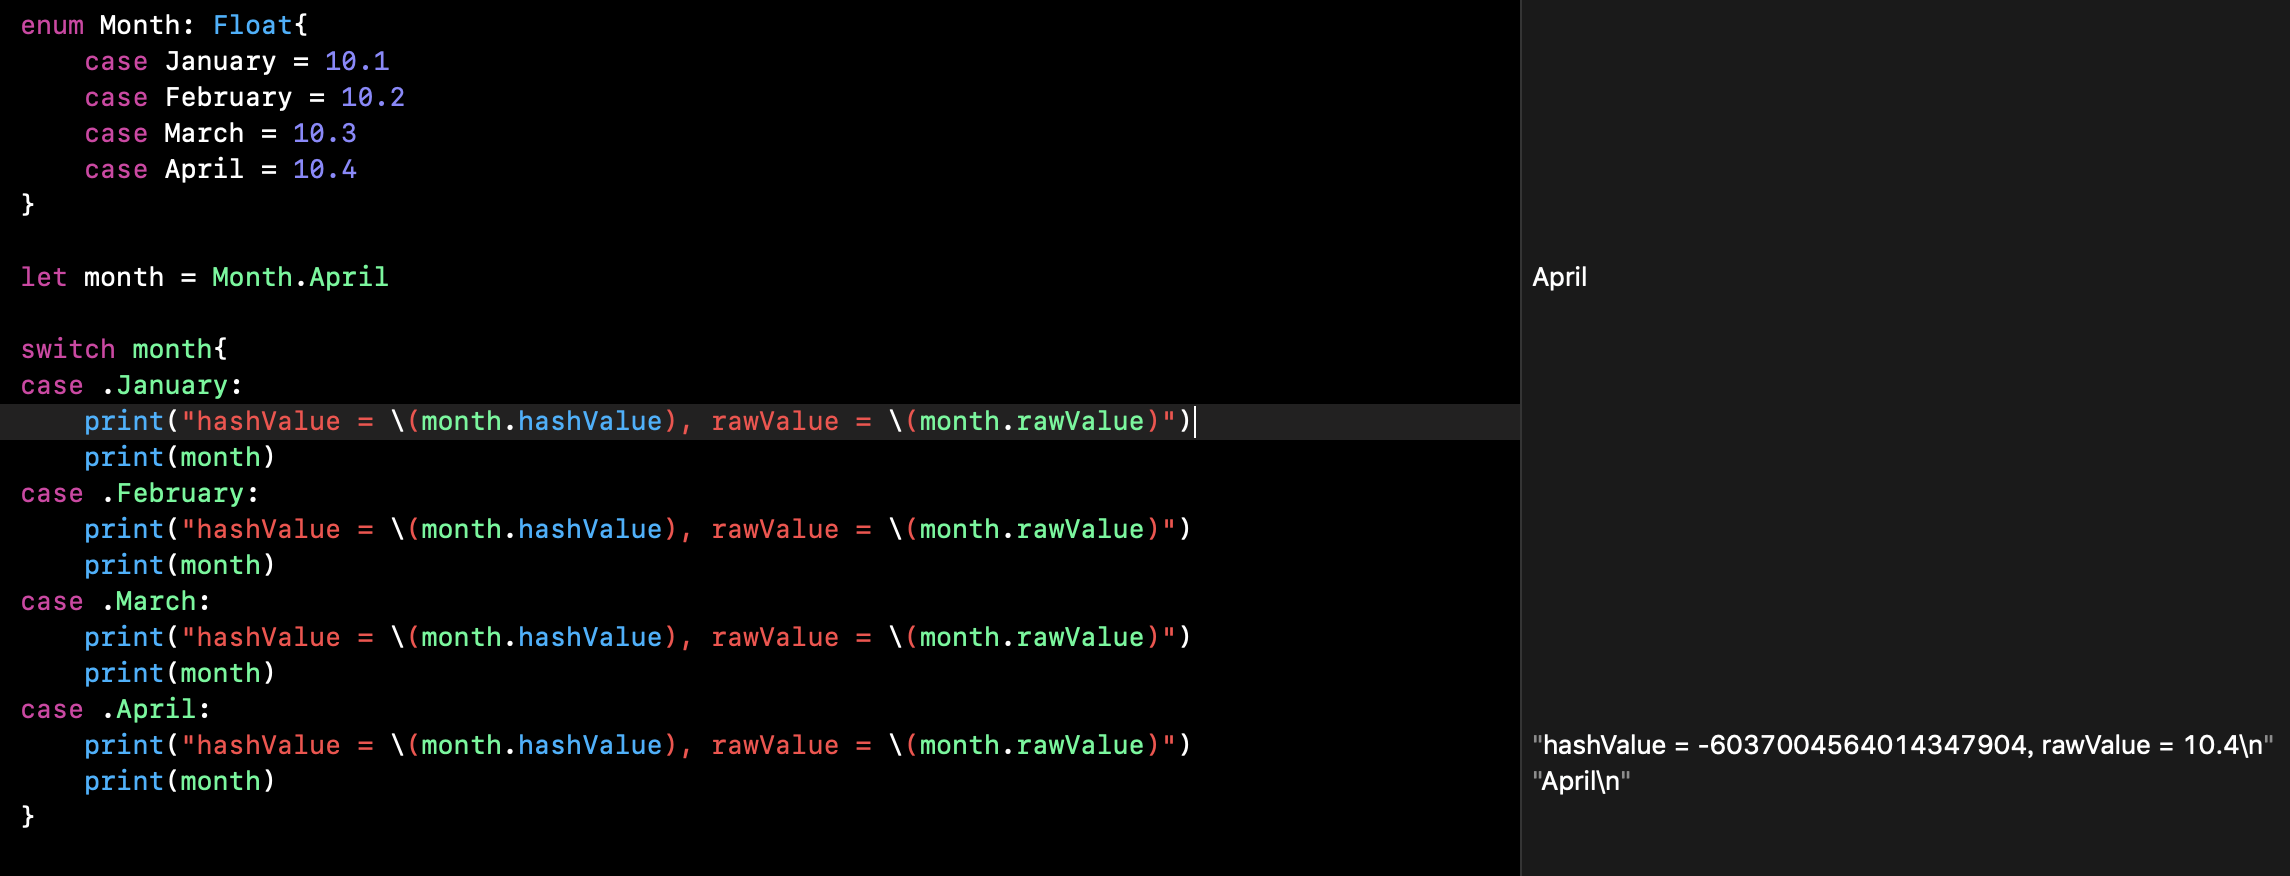 enum Month: Float{
    case January = 10.1
    case February = 10.2
    case March = 10.3
    case April = 10.4
}
let month = Month.April
April
switch month{
case .January:
    print("hashValue = \(month.hashValue), rawValue = \(month.rawValue)")
    print(month)
case .February:
    print("hashValue = \(month.hashValue), rawValue = \(month.rawValue)")
    print(month)
case .March:
    print("hashValue = \(month.hashValue), rawValue = \(month.rawValue)")
    print(month)
case .April:
    print("hashValue = \(month.hashValue), rawValue = \(month.rawValue)")
"hashValue = -6037004564014347904, rawValue = 10.4\n"
    print(month)
"April\n"
}